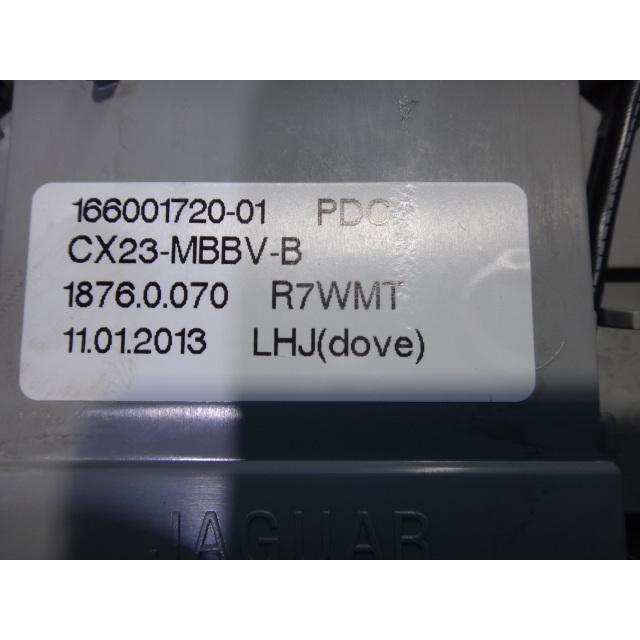 166001720-01 PDC
CX23-MBBV-B
1876.0.070 R7WMT
11.01.2013 LHJ(dove)
JAGUAR